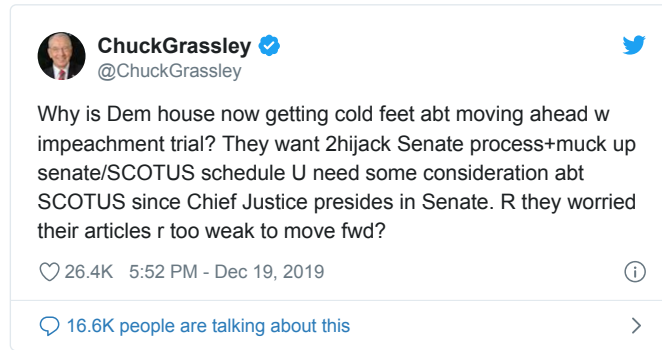 ChuckGrassley
@ChuckGrassley
Why is Dem house now getting cold feet abt moving ahead w
impeachment trial? They want 2hijack Senate process+muck up
senate/SCOTUS schedule U need some consideration abt
SCOTUS since Chief Justice presides in Senate. R they worried
their articles r too weak to move fwd?
26.4K 5:52 PM - Dec 19, 2019
16.6K people are talking about this